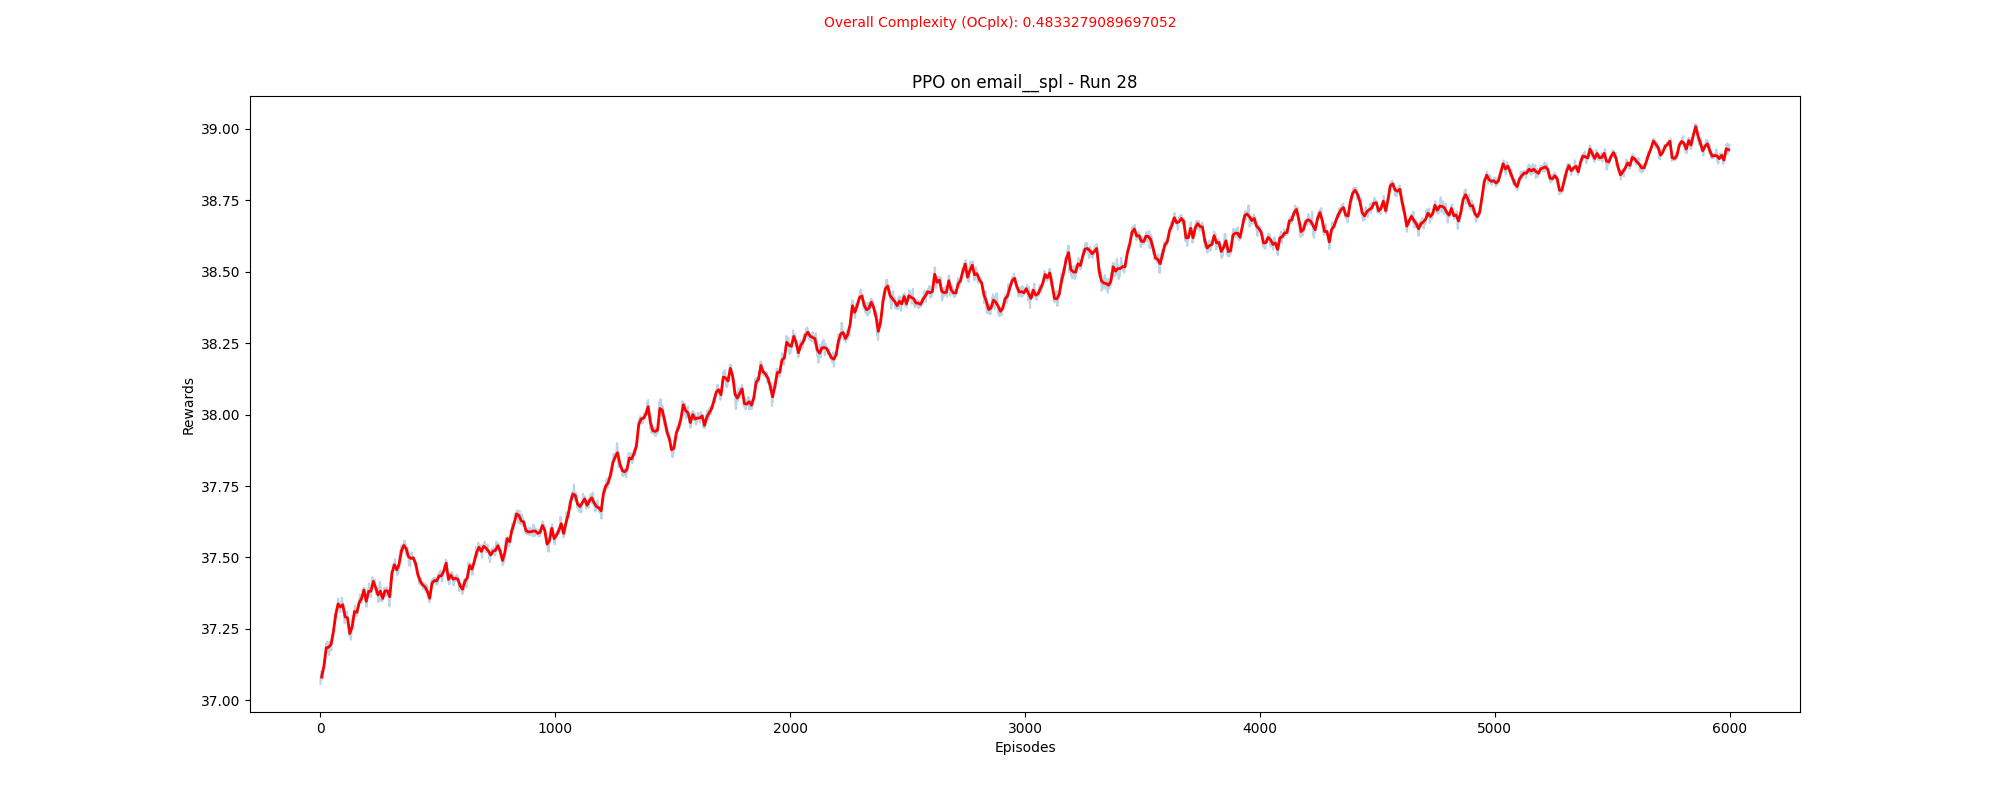 Overall Complexity (OCplx): 0.4833279089697052
PPO on email__spl - Run 28
39.00
38.75
38.50
38.25
38.00
37.75
37.50
37.25
37.00
Rewards
0 1000 2000 3000 4000 5000 6000
Episodes